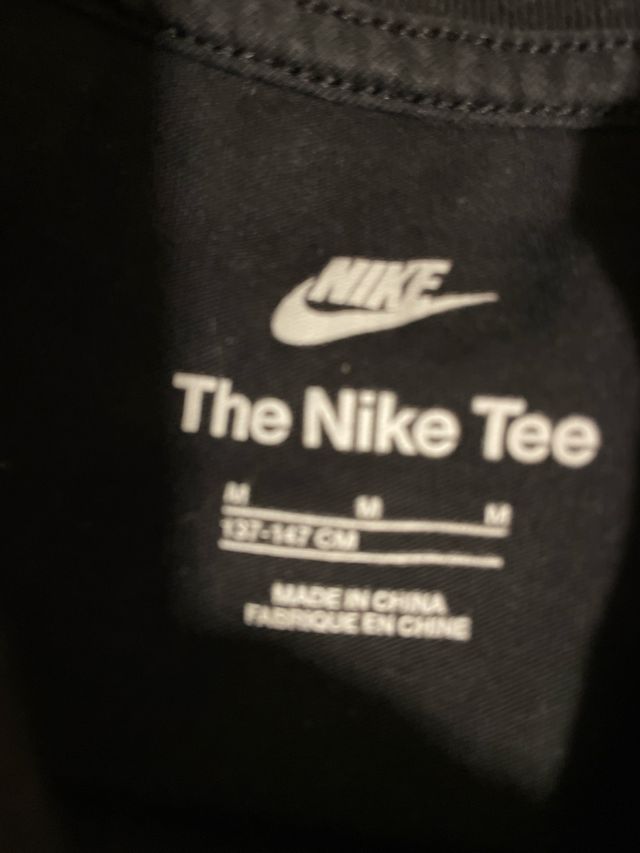 NIKE
The Nike Tee
M M M
137-147 CM
MADE IN CHINA
FABRIQUE EN CHINE